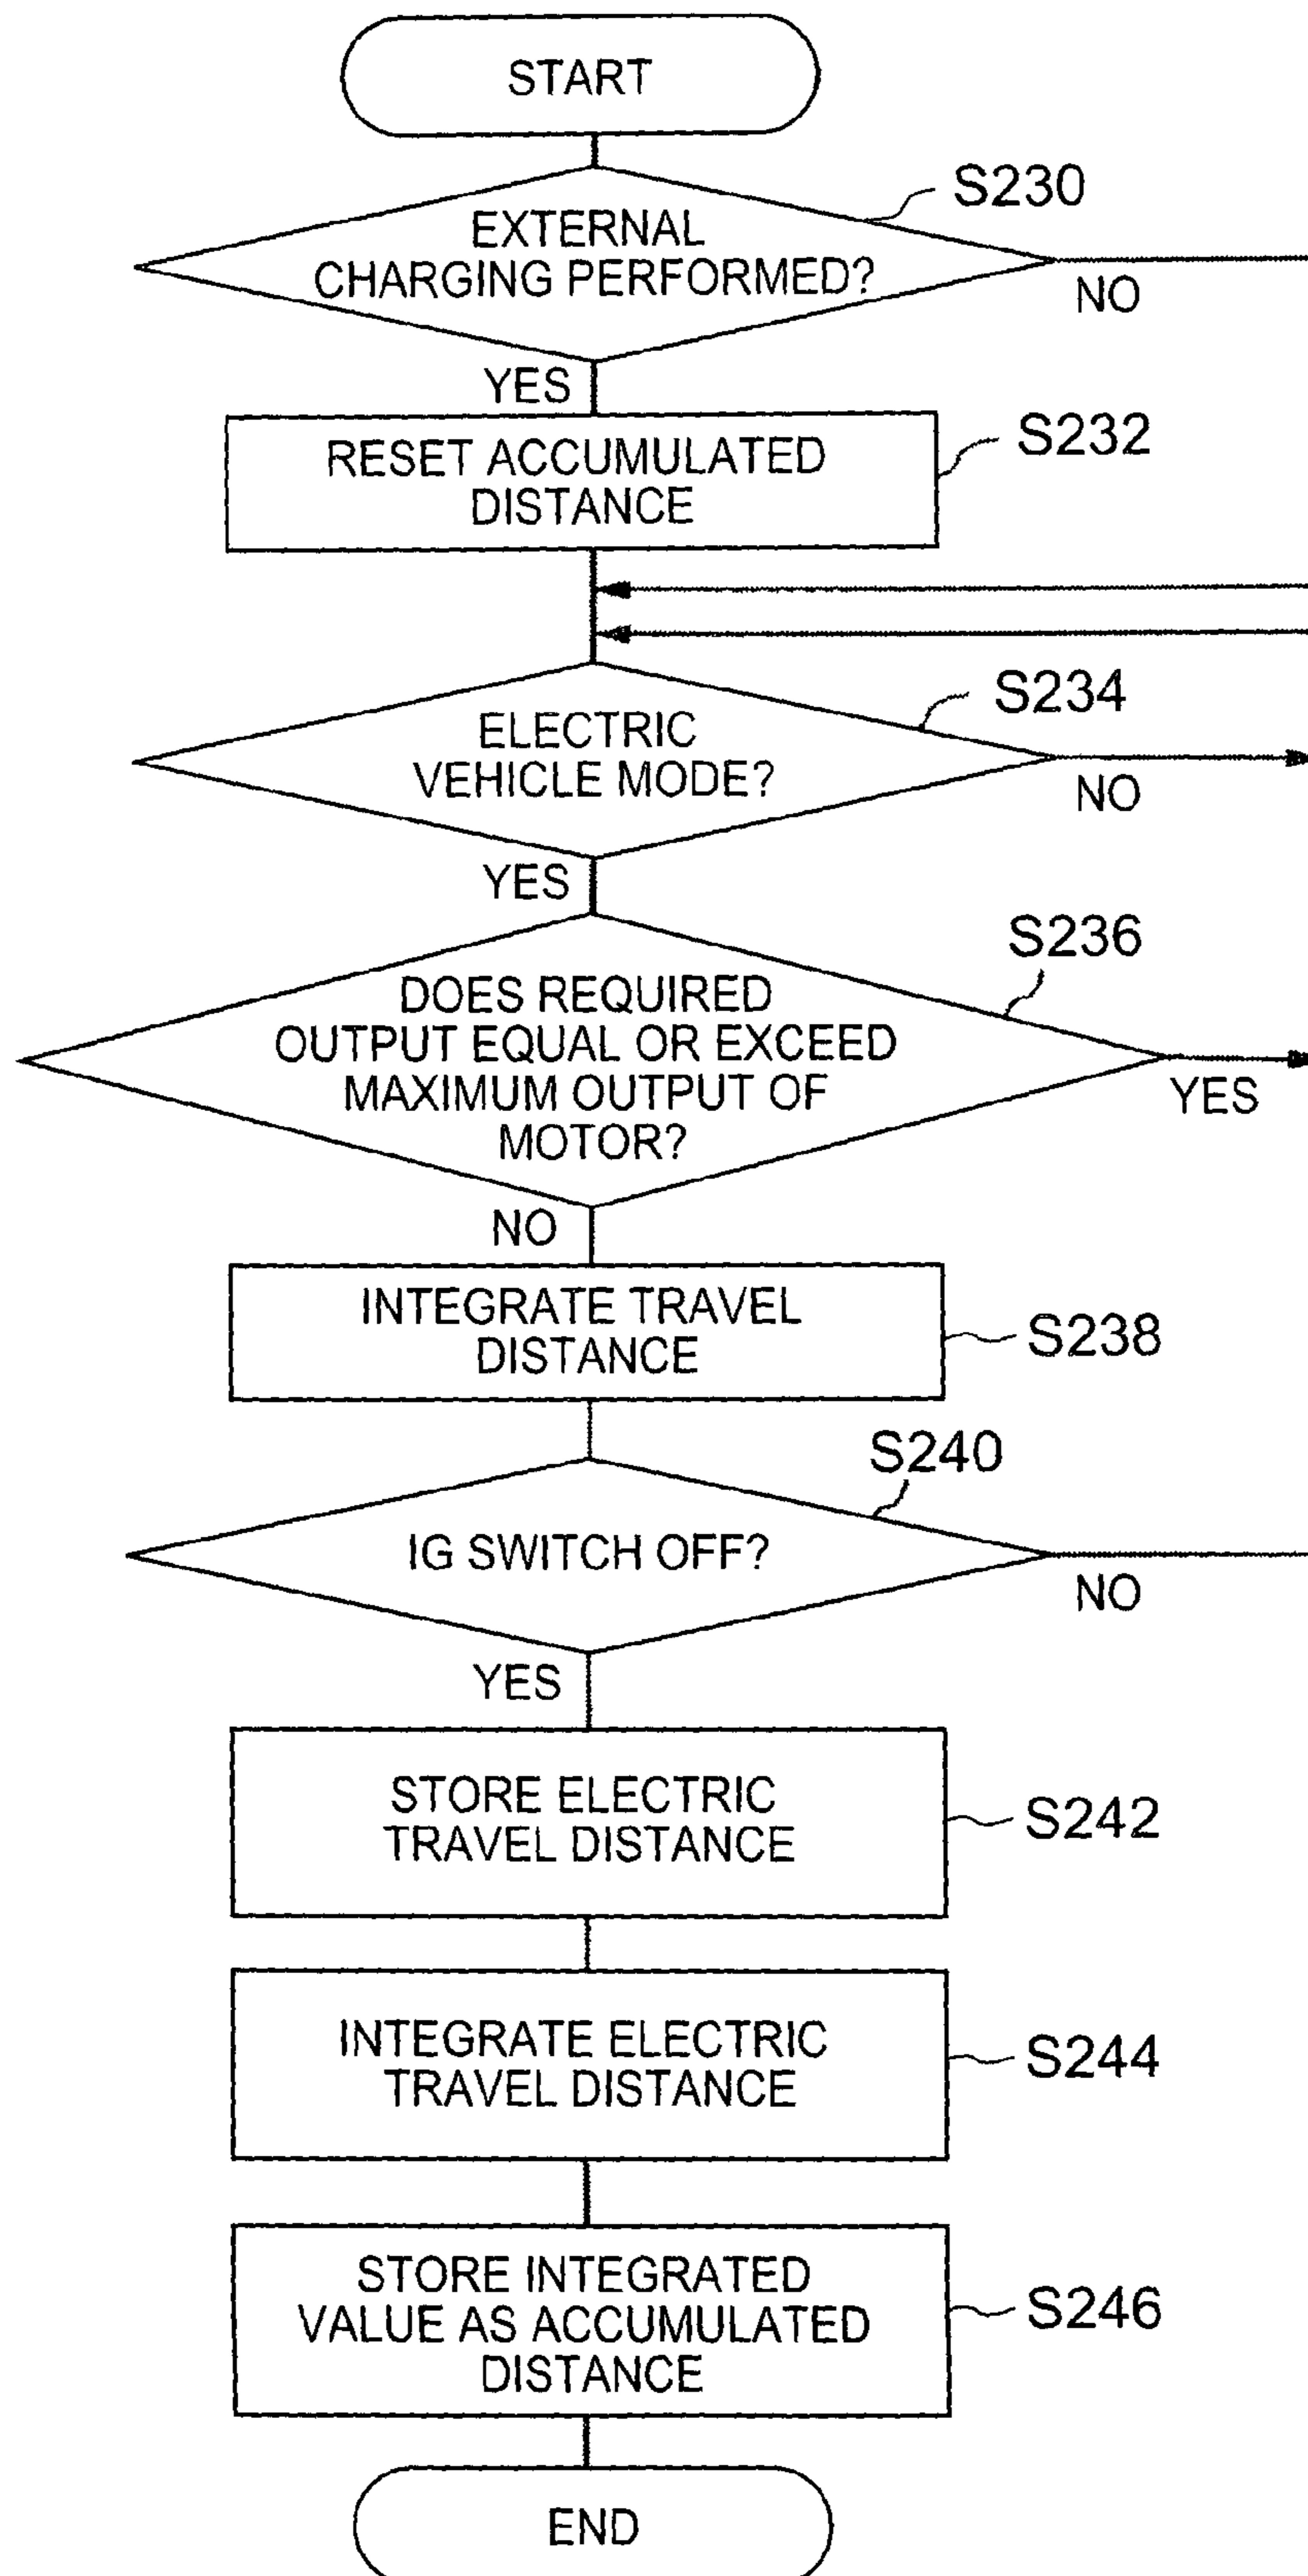 START
S230
EXTERNAL
CHARGING PERFORMED?
NO
YES
S232
RESET ACCUMULATED
DISTANCE
S234
ELECTRIC
VEHICLE MODE?
NO
YES
S236
DOES REQUIRED
OUTPUT EQUAL OR EXCEED
MAXIMUM OUTPUT OF
MOTOR?
YES
NO
INTEGRATE TRAVEL
DISTANCE
S238
S240
IG SWITCH OFF?
NO
YES
STORE ELECTRIC
TRAVEL DISTANCE
S242
INTEGRATE ELECTRIC
TRAVEL DISTANCE
S244
STORE INTEGRATED
VALUE AS ACCUMULATED
DISTANCE
S246
END